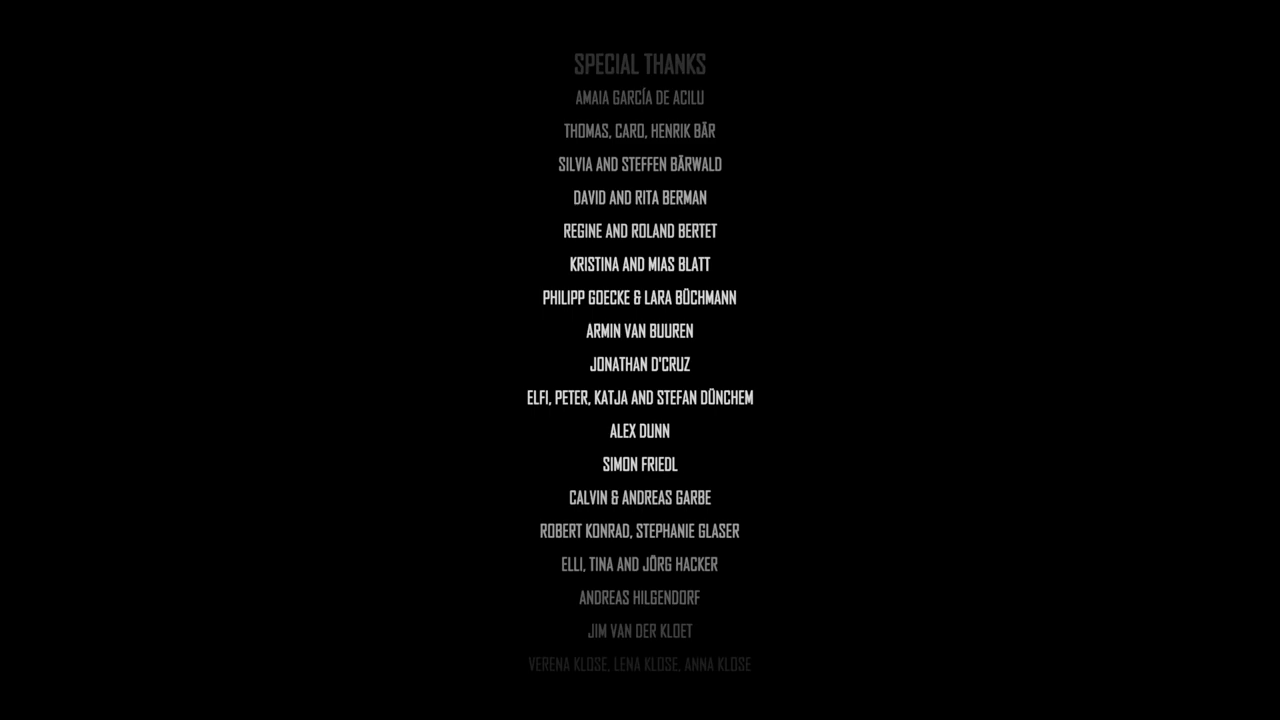 SPECIAL THANKS
AMAIA GARCÍA DE ACILU
THOMAS, CARO, HENRIK BÄR
SILVIA AND STEFFEN BÄRWALD
DAVID AND RITA BERMAN
REGINE AND ROLAND BERTET
KRISTINA AND MIAS BLATT
PHILIPP GOECKE & LARA BÜCHMANN
ARMIN VAN BUUREN
JONATHAN D'CRUZ
ELFI, PETER, KATJA AND STEFAN DÜNCHEM
ALEX DUNN
SIMON FRIEDL
CALVIN & ANDREAS GARBE
ROBERT KONRAD, STEPHANIE GLASER
ELLI, TINA AND JÖRG HACKER
ANDREAS HILGENDORF
JIM VAN DER KLOET
VERENA KLOSE, LENA KLOSE, ANNA KLOSE